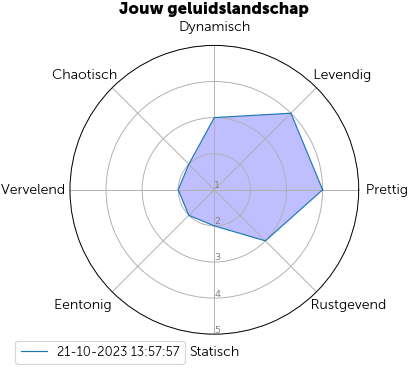 Jouw geluidslandschap
Dynamisch
Chaotisch
Levendig
Vervelend
1
Prettig
2
3
4
Eentonig
Rustgevend
5
21-10-2023 13:57:57
Statisch